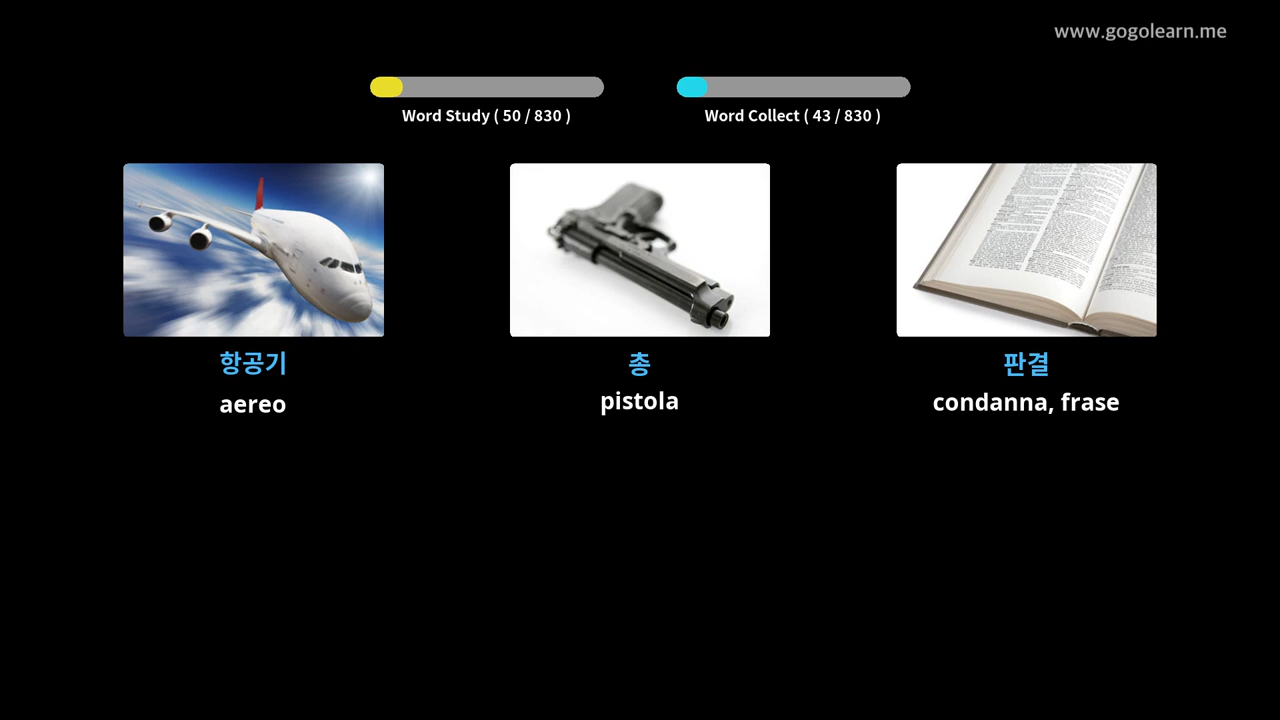 www.gogolearn.me
Word Study ( 50 / 830 )
Word Collect ( 43 / 830 )
항공기
총
판결
aereo
pistola
condanna, frase